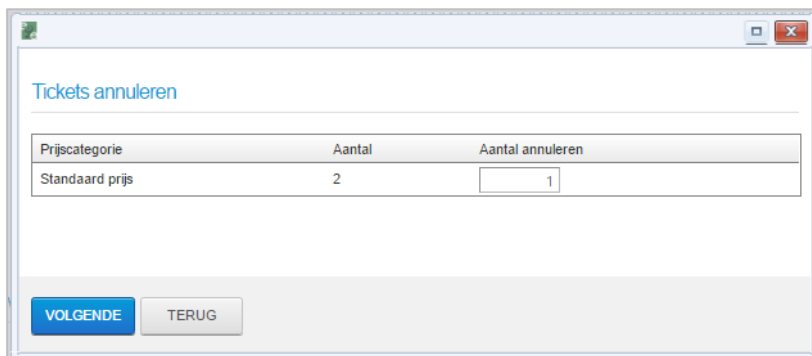 Tickets annuleren
Prijscategorie Aantal Aantal annuleren
Standaard prijs 2 1
VOLGENDE TERUG